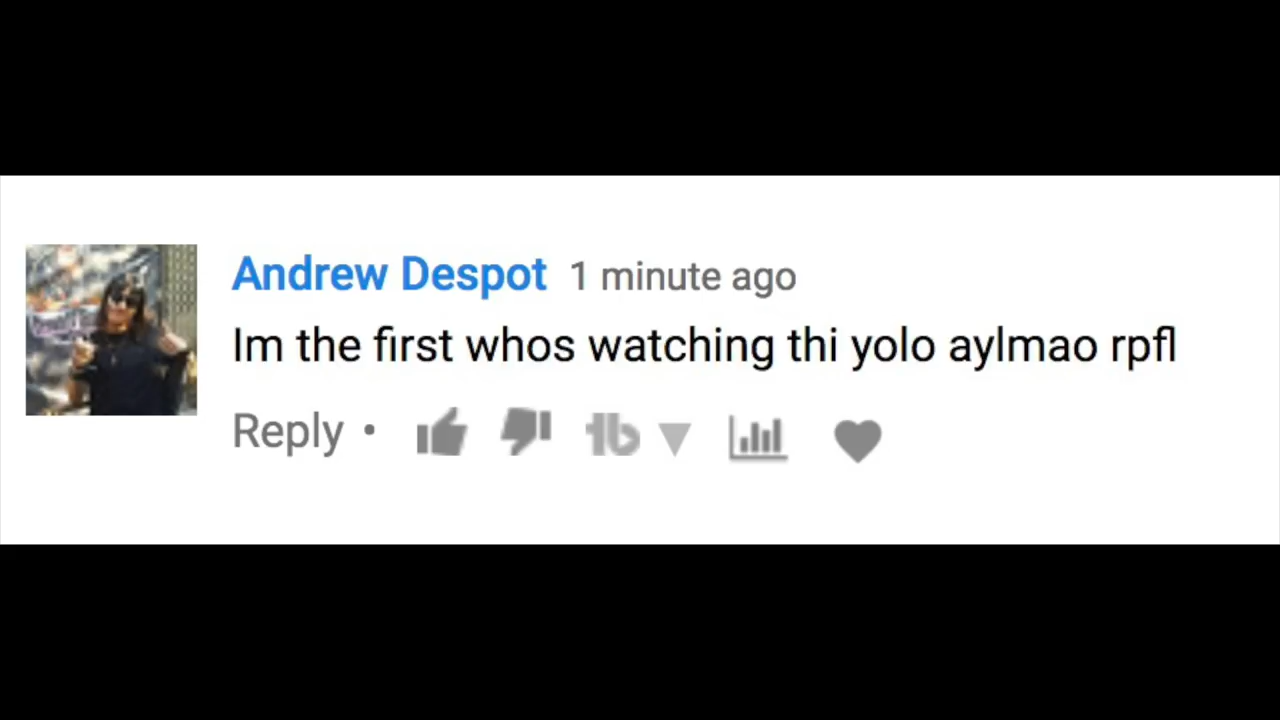 Andrew Despot 1 minute ago
Im the first whos watching thi yolo aylmao rpfl
Reply •